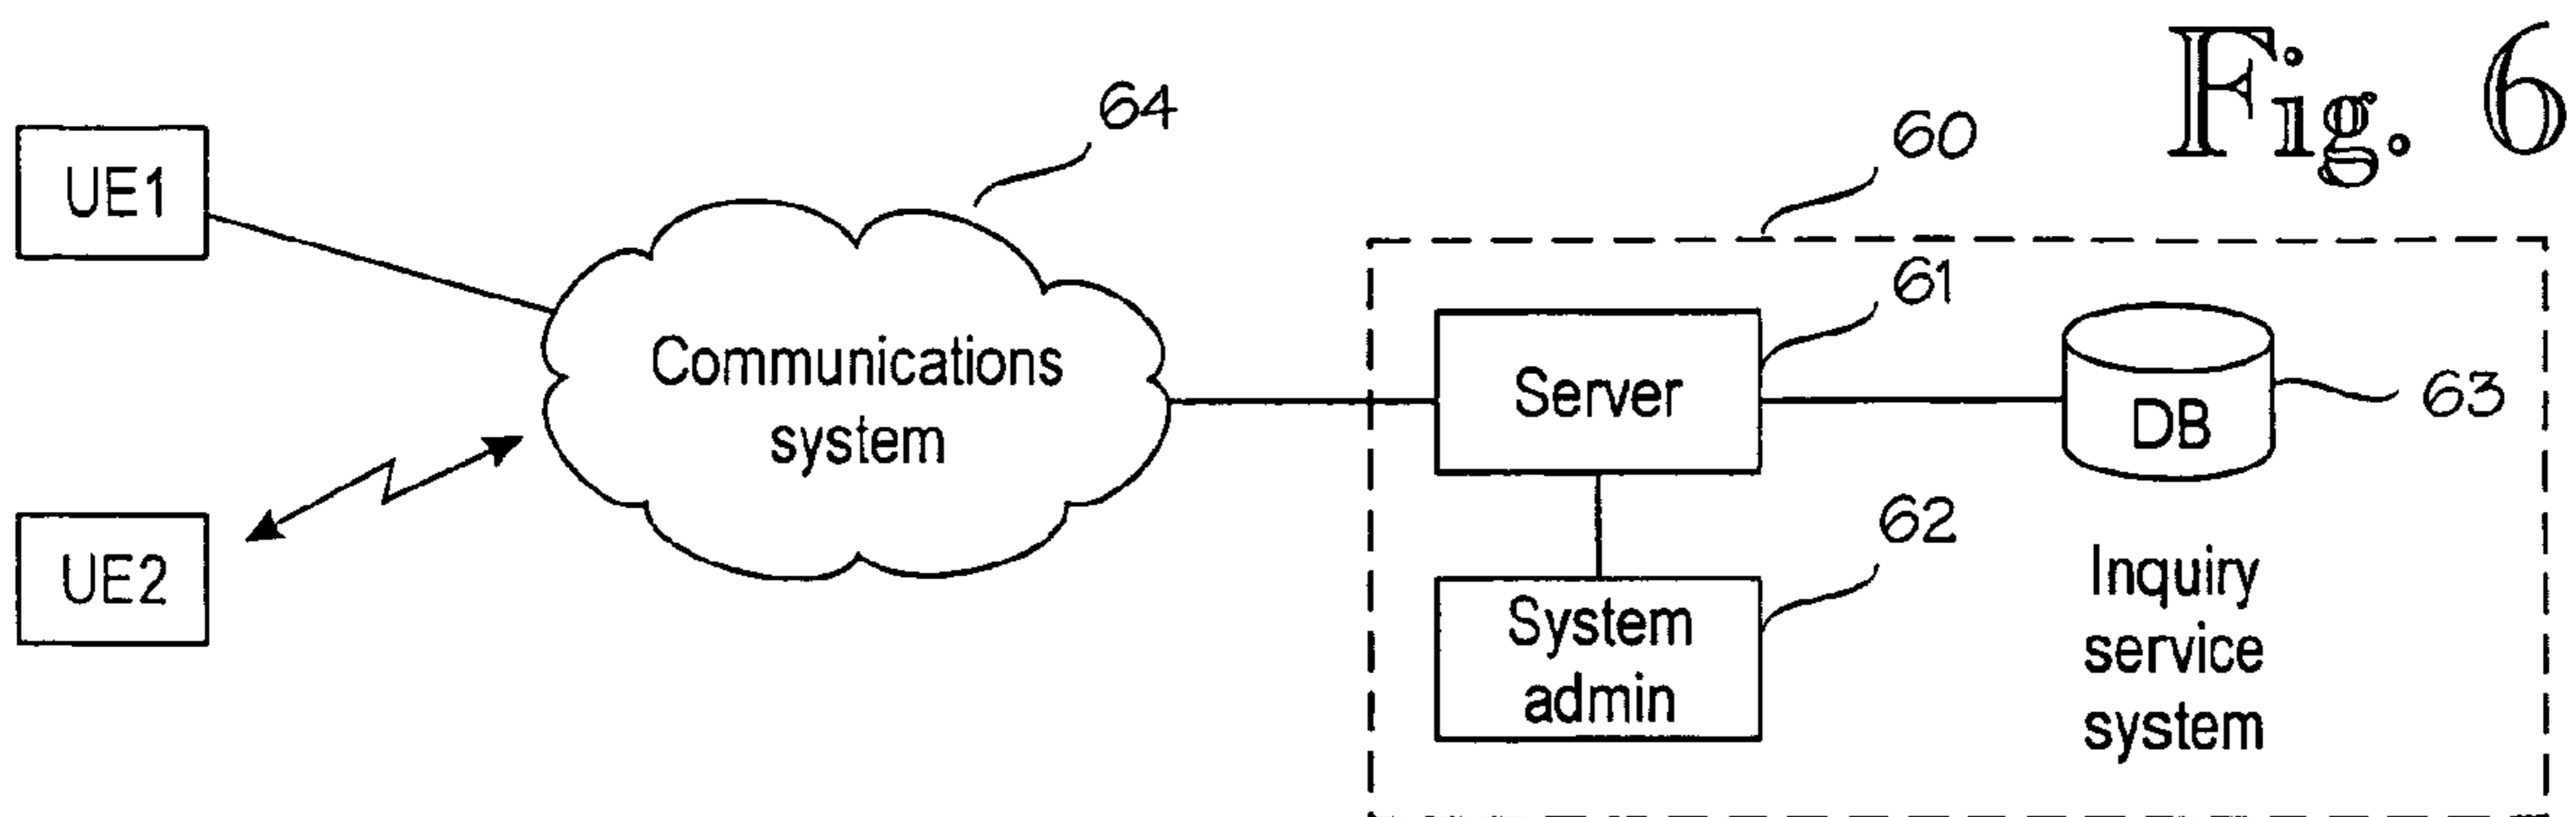 Fig. 6
64
60
UE1
61
Communications
system
Server
DB
63
62
UE2
System
admin
Inquiry
service
system